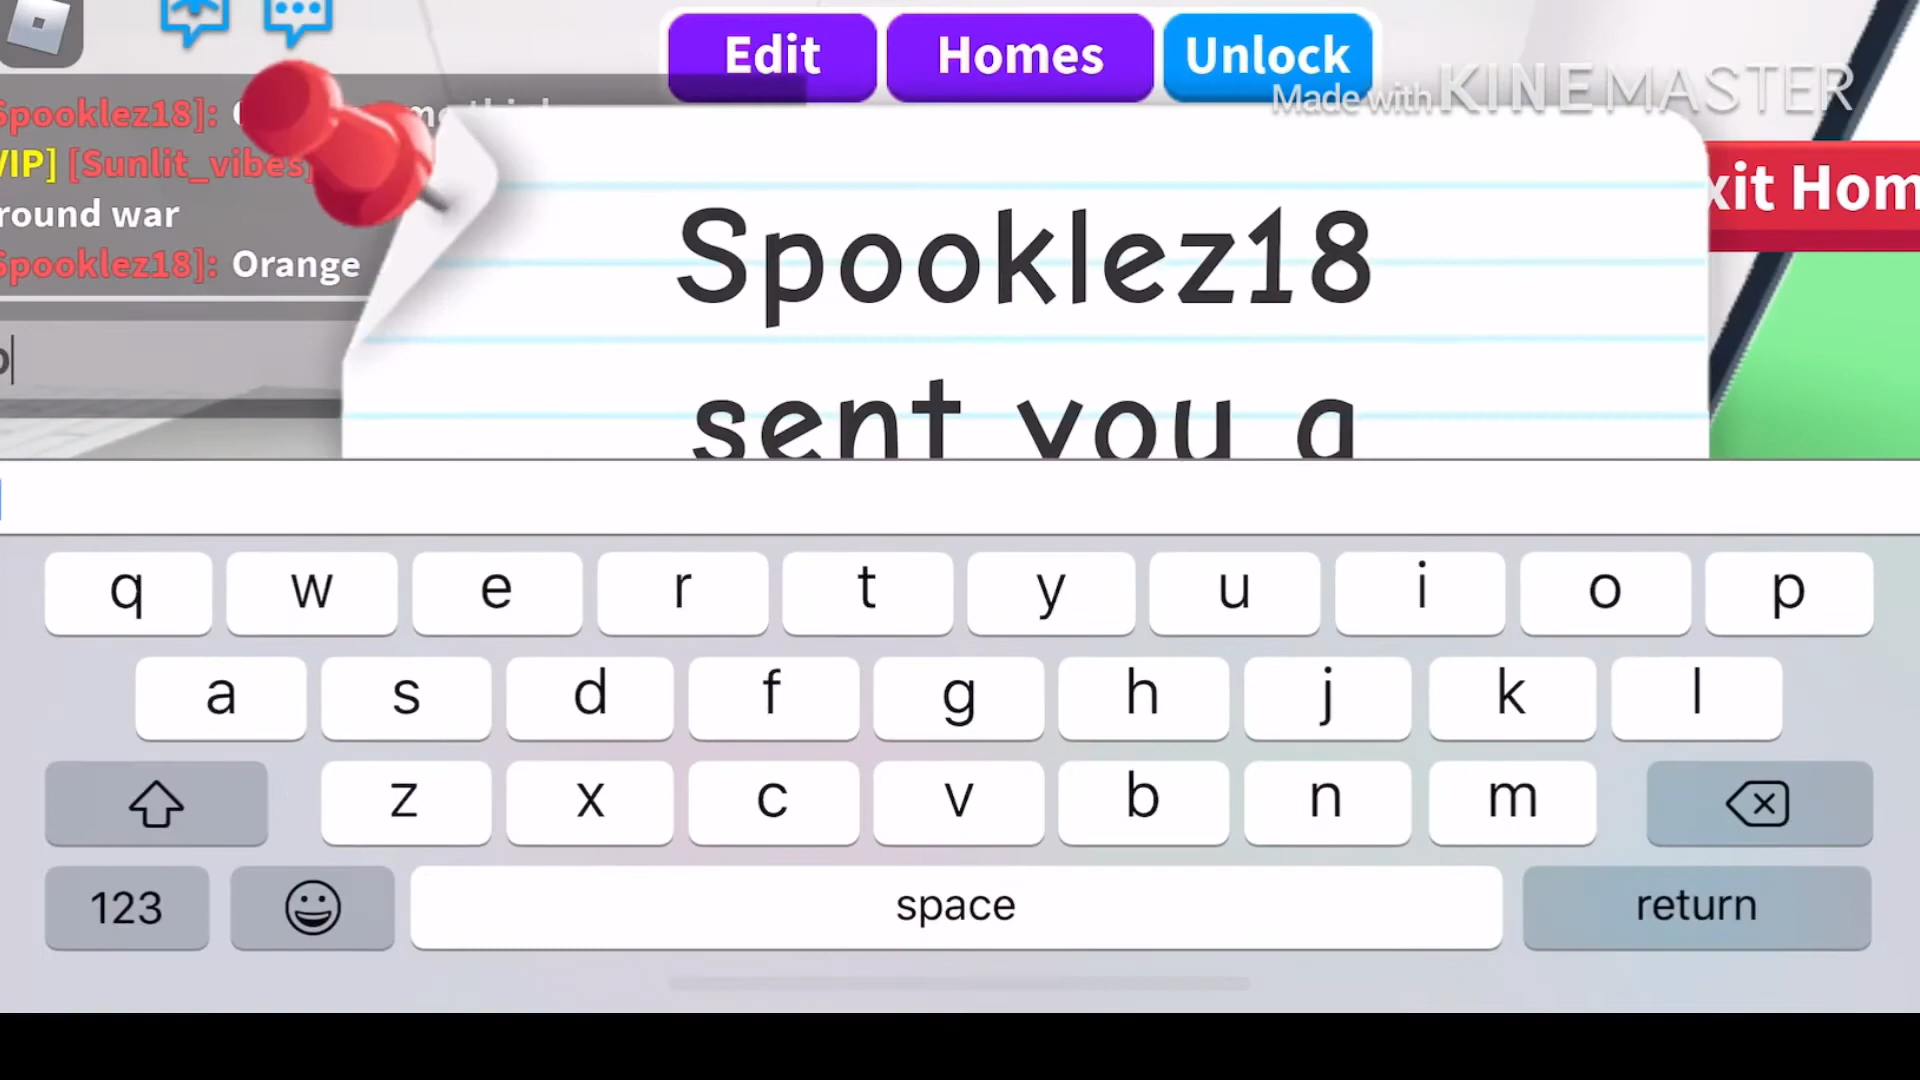 Edit Homes Unlock
Made with KINEMASTER
Spooklez18]:
VIP] [Sunlit_vibes
xit Hom
round war
Spooklez18]: Orange
Spooklez18
sent you a
q w e r t y u i o p
a s d f g h j k l
z x c v b n m
123 space return